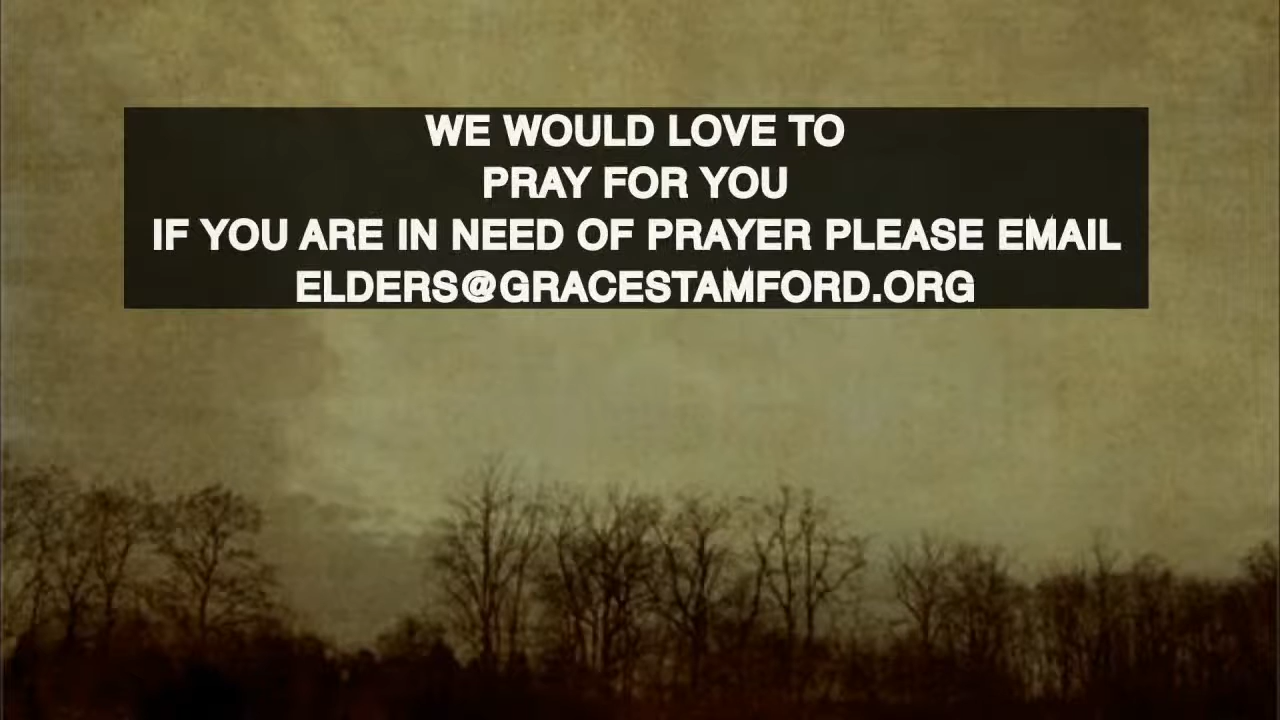 WE WOULD LOVE TO
PRAY FOR YOU
IF YOU ARE IN NEED OF PRAYER PLEASE EMAIL
ELDERS@GRACESTAMFORD.ORG